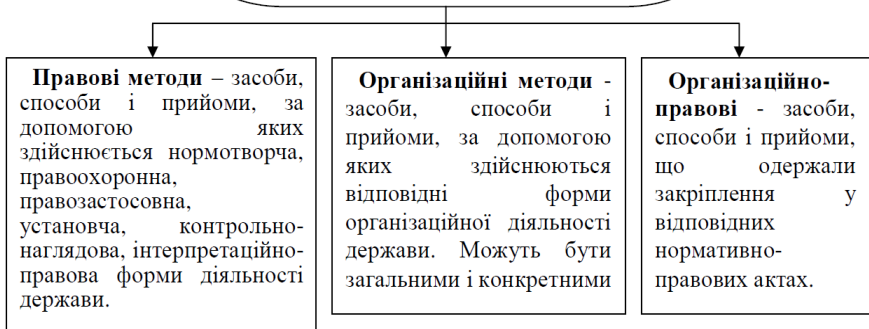 Правові методи – засоби,
способи і прийоми, за
допомогою яких
здійснюється нормотворча,
правоохоронна,
правозастосовна,
установча, контрольно-
наглядова, інтерпретаційно-
правова форми діяльності
держави.
Організаційні методи -
засоби, способи і
прийоми, за допомогою
яких здійснюються
відповідні форми
організаційної діяльності
держави. Можуть бути
загальними і конкретними
Організаційно-
правові - засоби,
способи і прийоми,
що одержали
закріплення у
відповідних
нормативно-
правових актах.